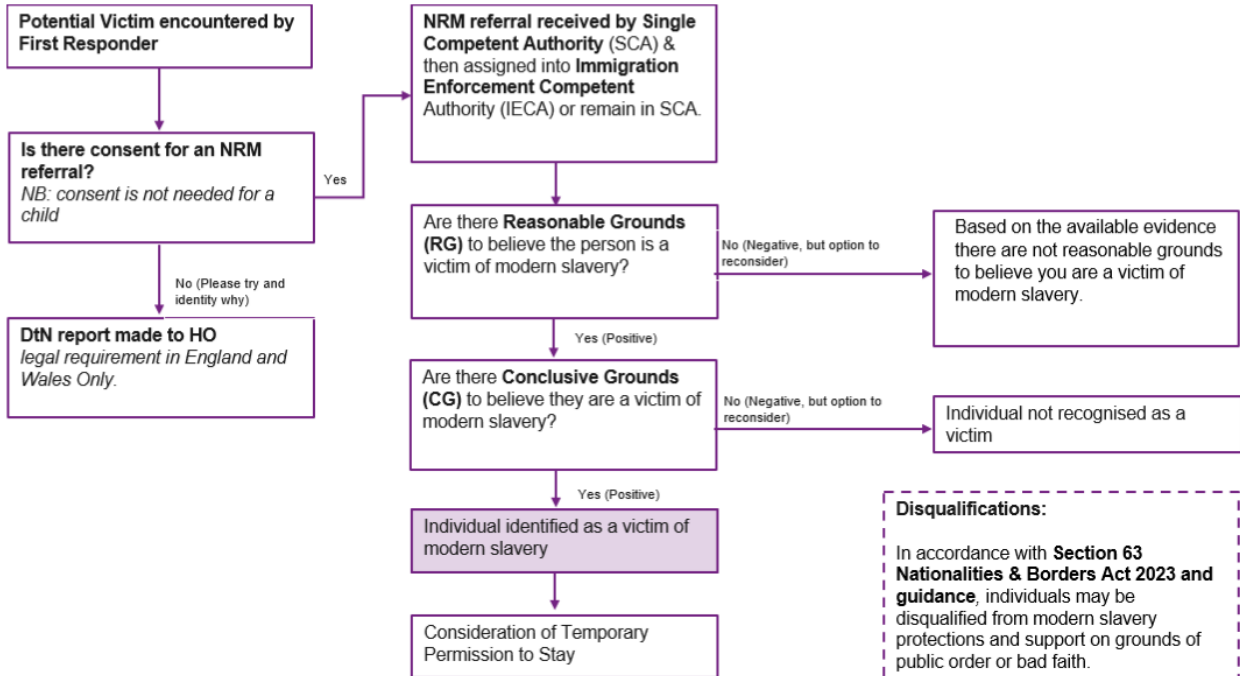 Potential Victim encountered by
First Responder
Is there consent for an NRM
referral?
NB: consent is not needed for a
child
Yes
No (Please try and
identity why)
DtN report made to HO
legal requirement in England and
Wales Only.
NRM referral received by Single
Competent Authority (SCA) &
then assigned into Immigration
Enforcement Competent
Authority (IECA) or remain in SCA.
Are there Reasonable Grounds
(RG) to believe the person is a
victim of modern slavery?
No (Negative, but option to
reconsider)
Based on the available evidence
there are not reasonable grounds
to believe you are a victim of
modern slavery.
Yes (Positive)
Are there Conclusive Grounds
(CG) to believe they are a victim of
modern slavery?
No (Negative, but option to
reconsider)
Individual not recognised as a
victim
Yes (Positive)
Individual identified as a victim of
modern slavery
Consideration of Temporary
Permission to Stay
Disqualifications:
In accordance with Section 63
Nationalities & Borders Act 2023 and
guidance, individuals may be
disqualified from modern slavery
protections and support on grounds of
public order or bad faith.